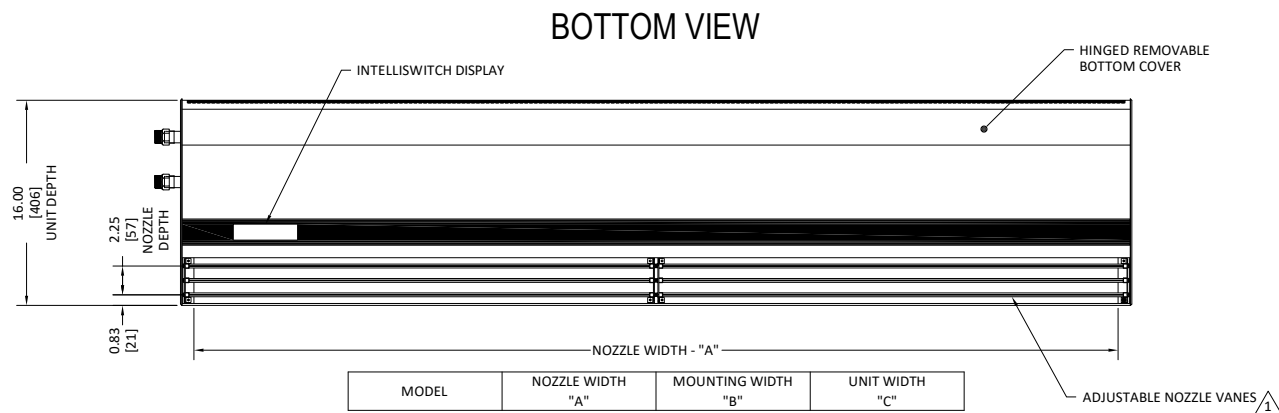 BOTTOM VIEW
HINGED REMOVABLE
BOTTOM COVER
INTELLISWITCH DISPLAY
16.00
[406]
UNIT DEPTH
2.25
[57]
NOZZLE
DEPTH
0.83
[21]
NOZZLE WIDTH - "A"
MODEL
NOZZLE WIDTH
"A"
MOUNTING WIDTH
"B"
UNIT WIDTH
"C"
ADJUSTABLE NOZZLE VANES
1